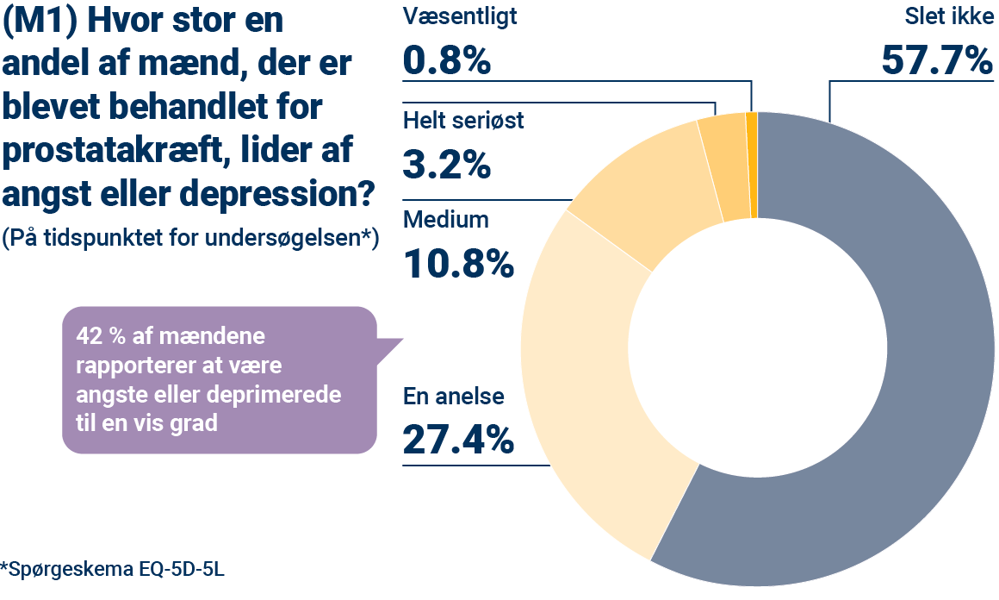 (M1) Hvor stor en
andel af mænd, der er
blevet behandlet for
prostatakræft, lider af
angst eller depression?
(På tidspunktet for undersøgelsen*)
42 % af mændene
rapporterer at være
angste eller deprimerede
til en vis grad
Væsentligt
0.8%
Helt seriøst
3.2%
Medium
10.8%
En anelse
27.4%
Slet ikke
57.7%
*Spørgeskema EQ-5D-5L